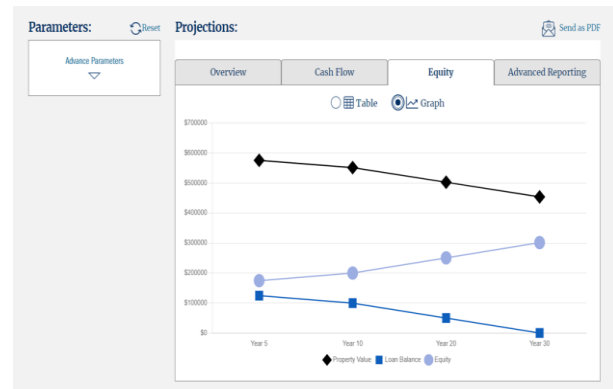 Parameters:
Reset
Projections:
Send as PDF
Advance Parameters
Overview
Cash Flow
Equity
Advanced Reporting
Table
Graph
$700000
$600000
$500000
$400000
$300000
$200000
$100000
$0
Year 5
Year 10
Year 20
Year 30
Property Value
Loan Balance
Equity